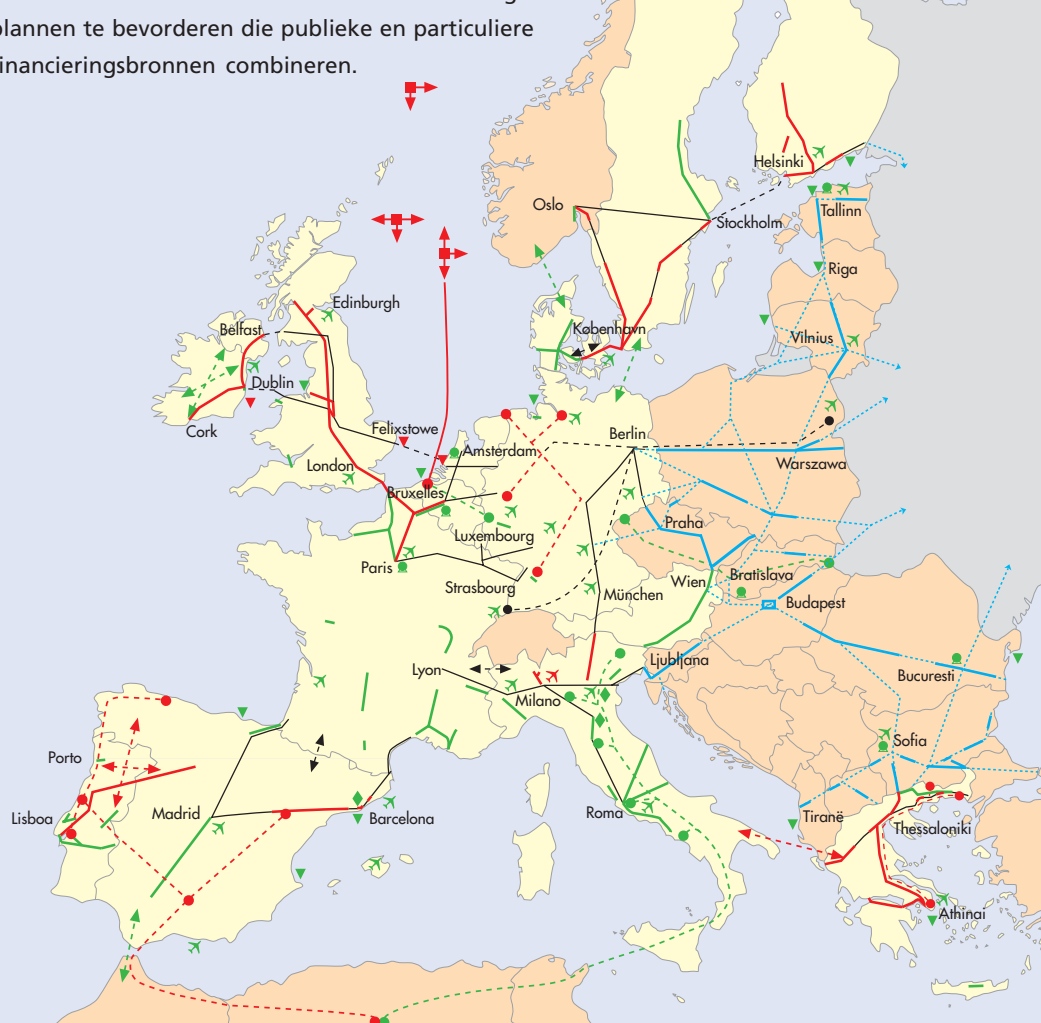 plannen te bevorderen die publieke en particuliere
financieringsbronnen combineren.
Helsinki
Oslo
Tallinn
Stockholm
Riga
Edinburgh
Belfast
København
Vilnius
Dublin
Cork
Felixstowe
Berlin
Amsterdam
London
Warszawa
Bruxelles
Praha
Luxembourg
Paris
Strasbourg
Wien
Bratislava
München
Budapest
Lyon
Ljubljana
Bucuresti
Milano
Sofia
Porto
Madrid
Lisboa
Barcelona
Roma
Tiranë
Thessaloniki
Athinai